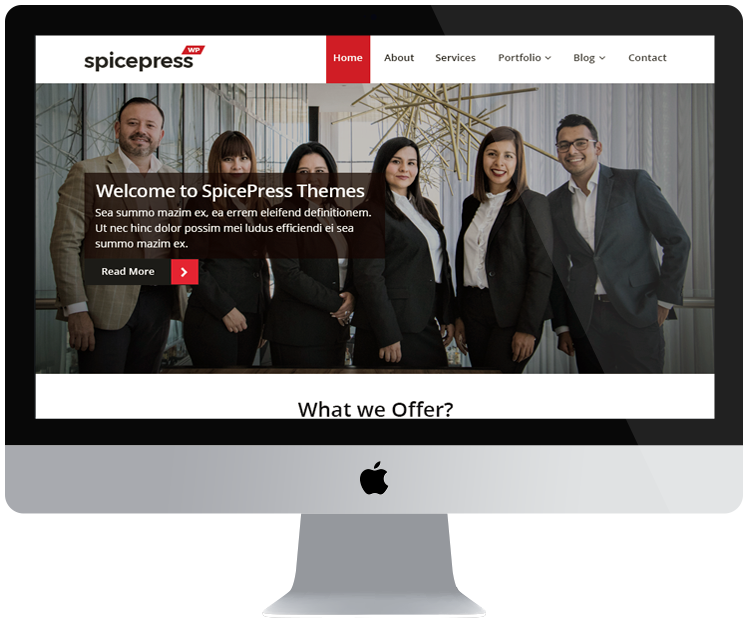 spicepress WP
Home About Services Portfolio Blog Contact
Welcome to SpicePress Themes
Sea summo mazim ex, ea errem eleifend definitionem.
Ut nec hinc dolor possim mei ludus efficiendi ei sea
summo mazim ex.
Read More
What we Offer?